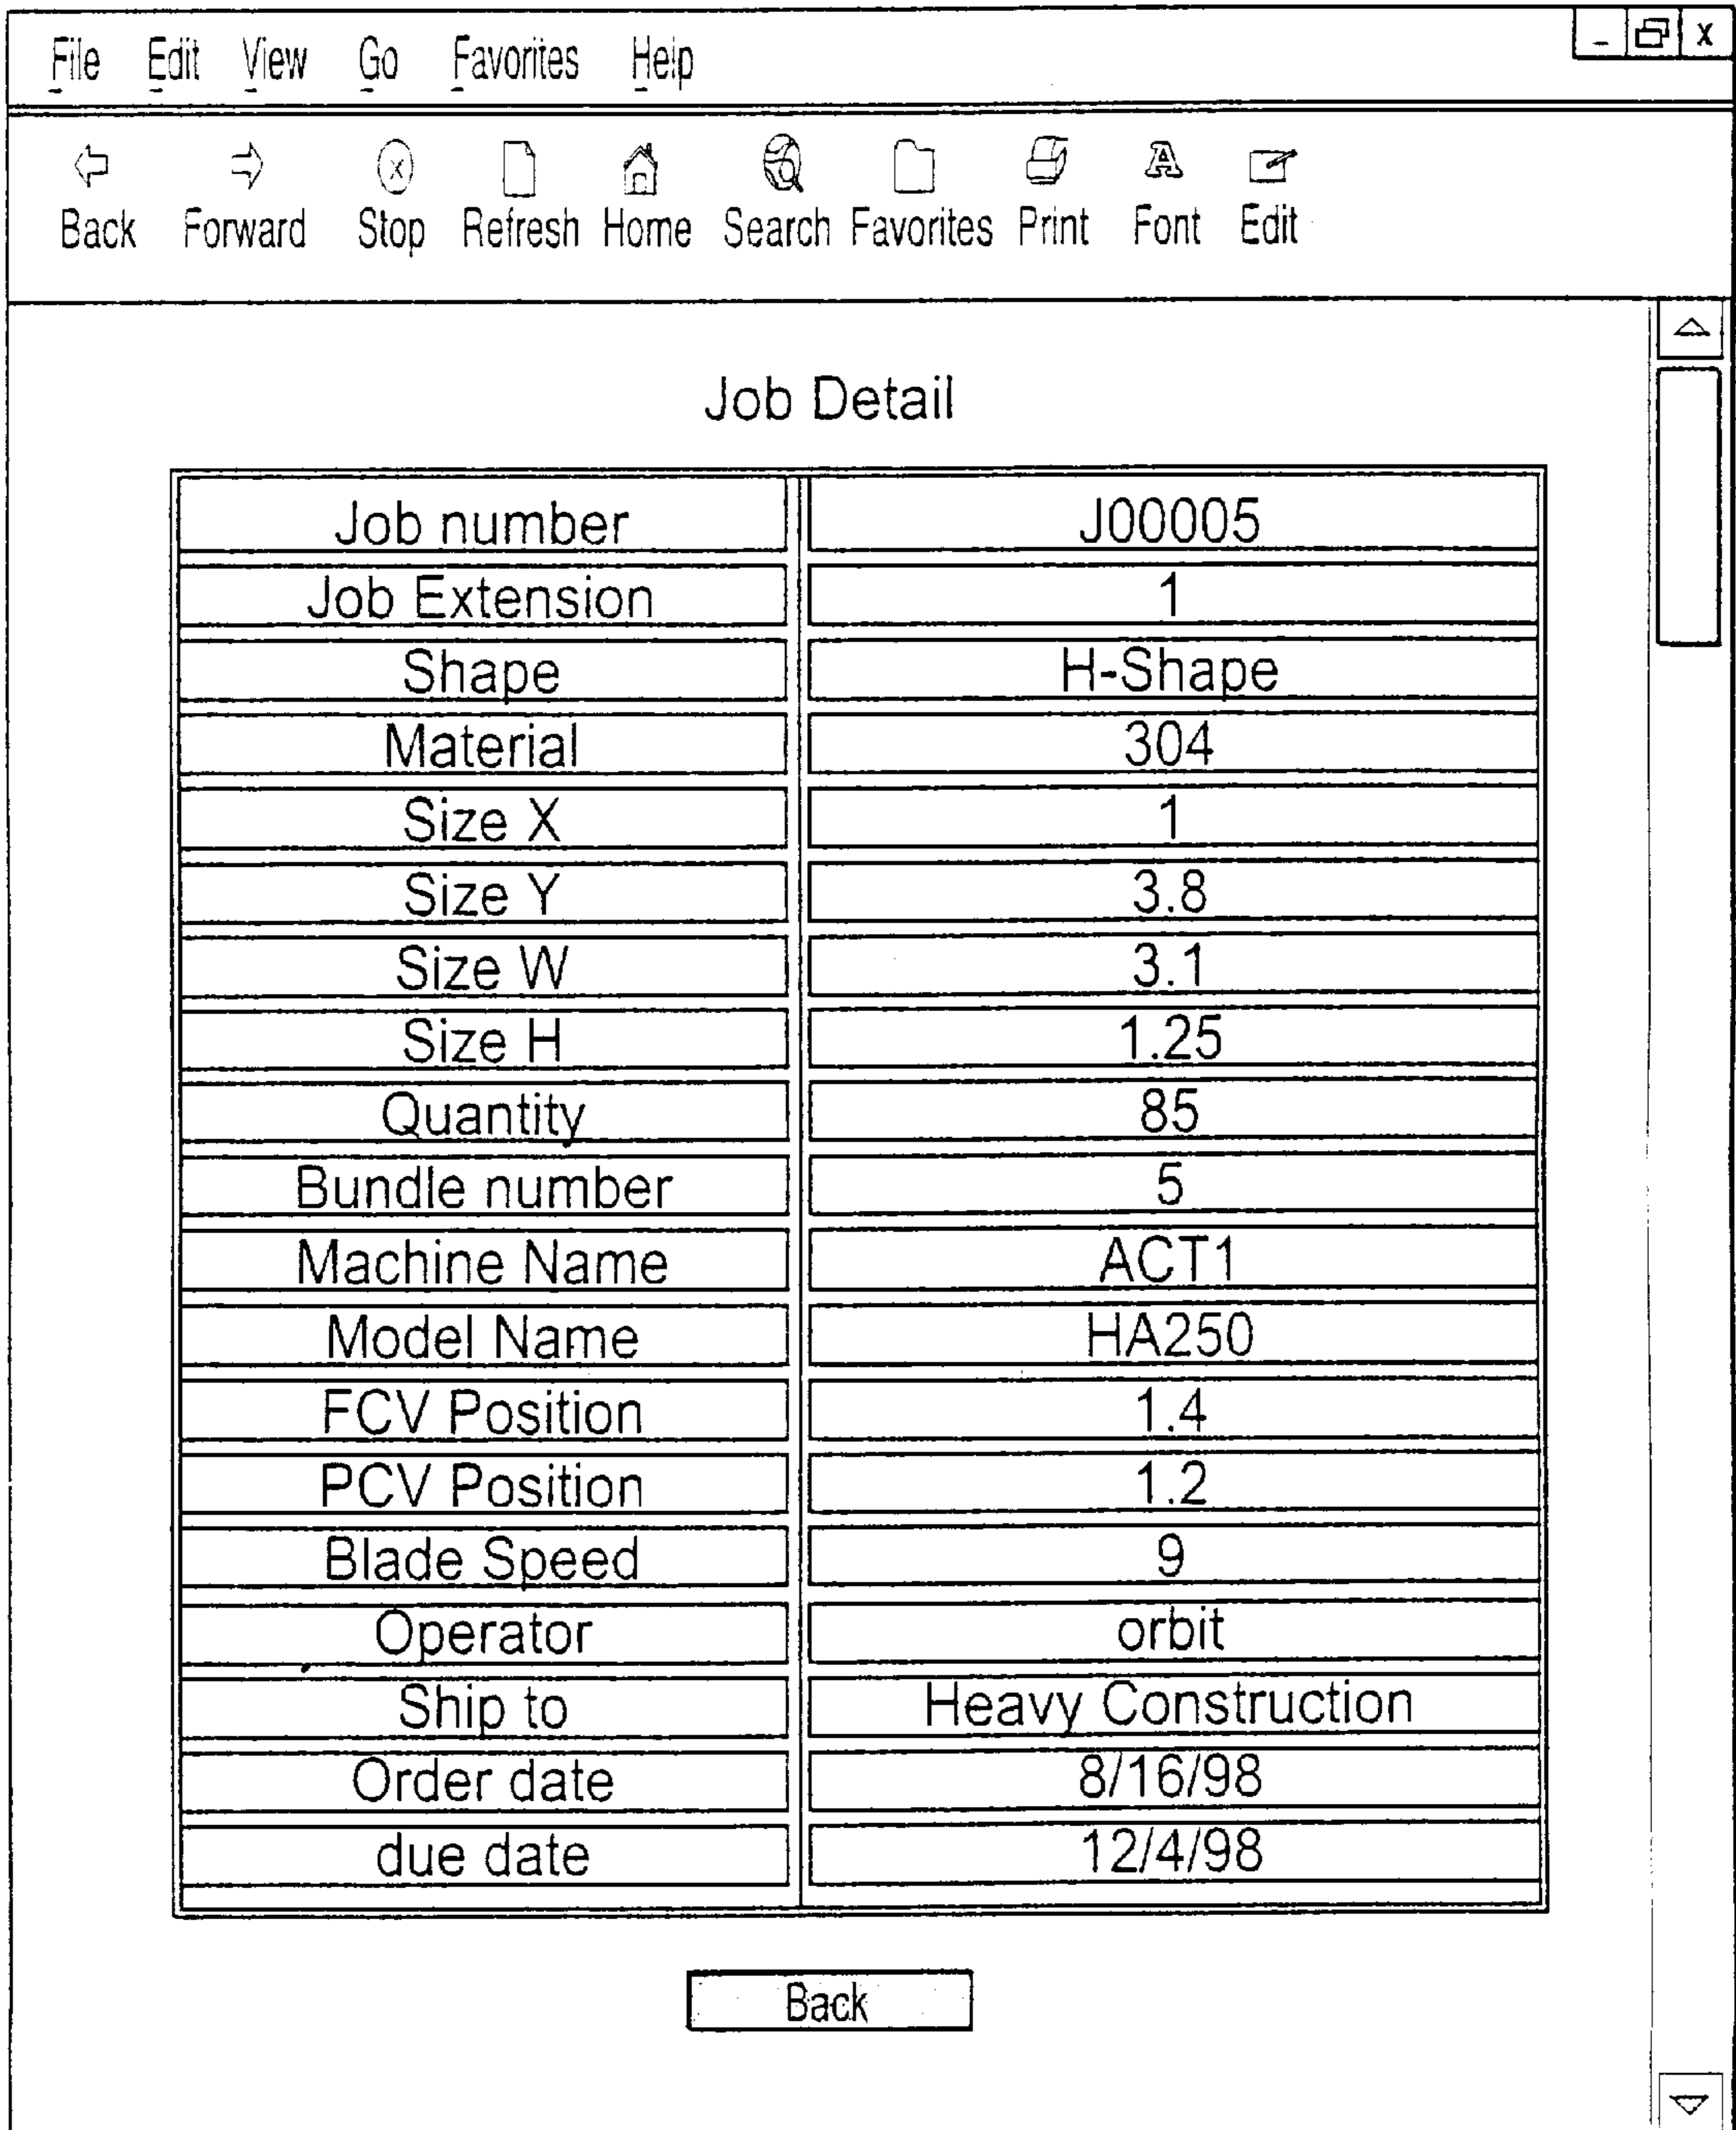 File Edit View Go Favorites Help - X
Back Forward Stop Refresh Home Search Favorites Print Font Edit
Job Detail
Job number J00005
Job Extension 1
Shape H-Shape
Material 304
Size X 1
Size Y 3.8
Size W 3.1
Size H 1.25
Quantity 85
Bundle number 5
Machine Name ACT1
Model Name HA250
FCV Position 1.4
PCV Position 1.2
Blade Speed 9
Operator orbit
Ship to Heavy Construction
Order date 8/16/98
due date 12/4/98
Back